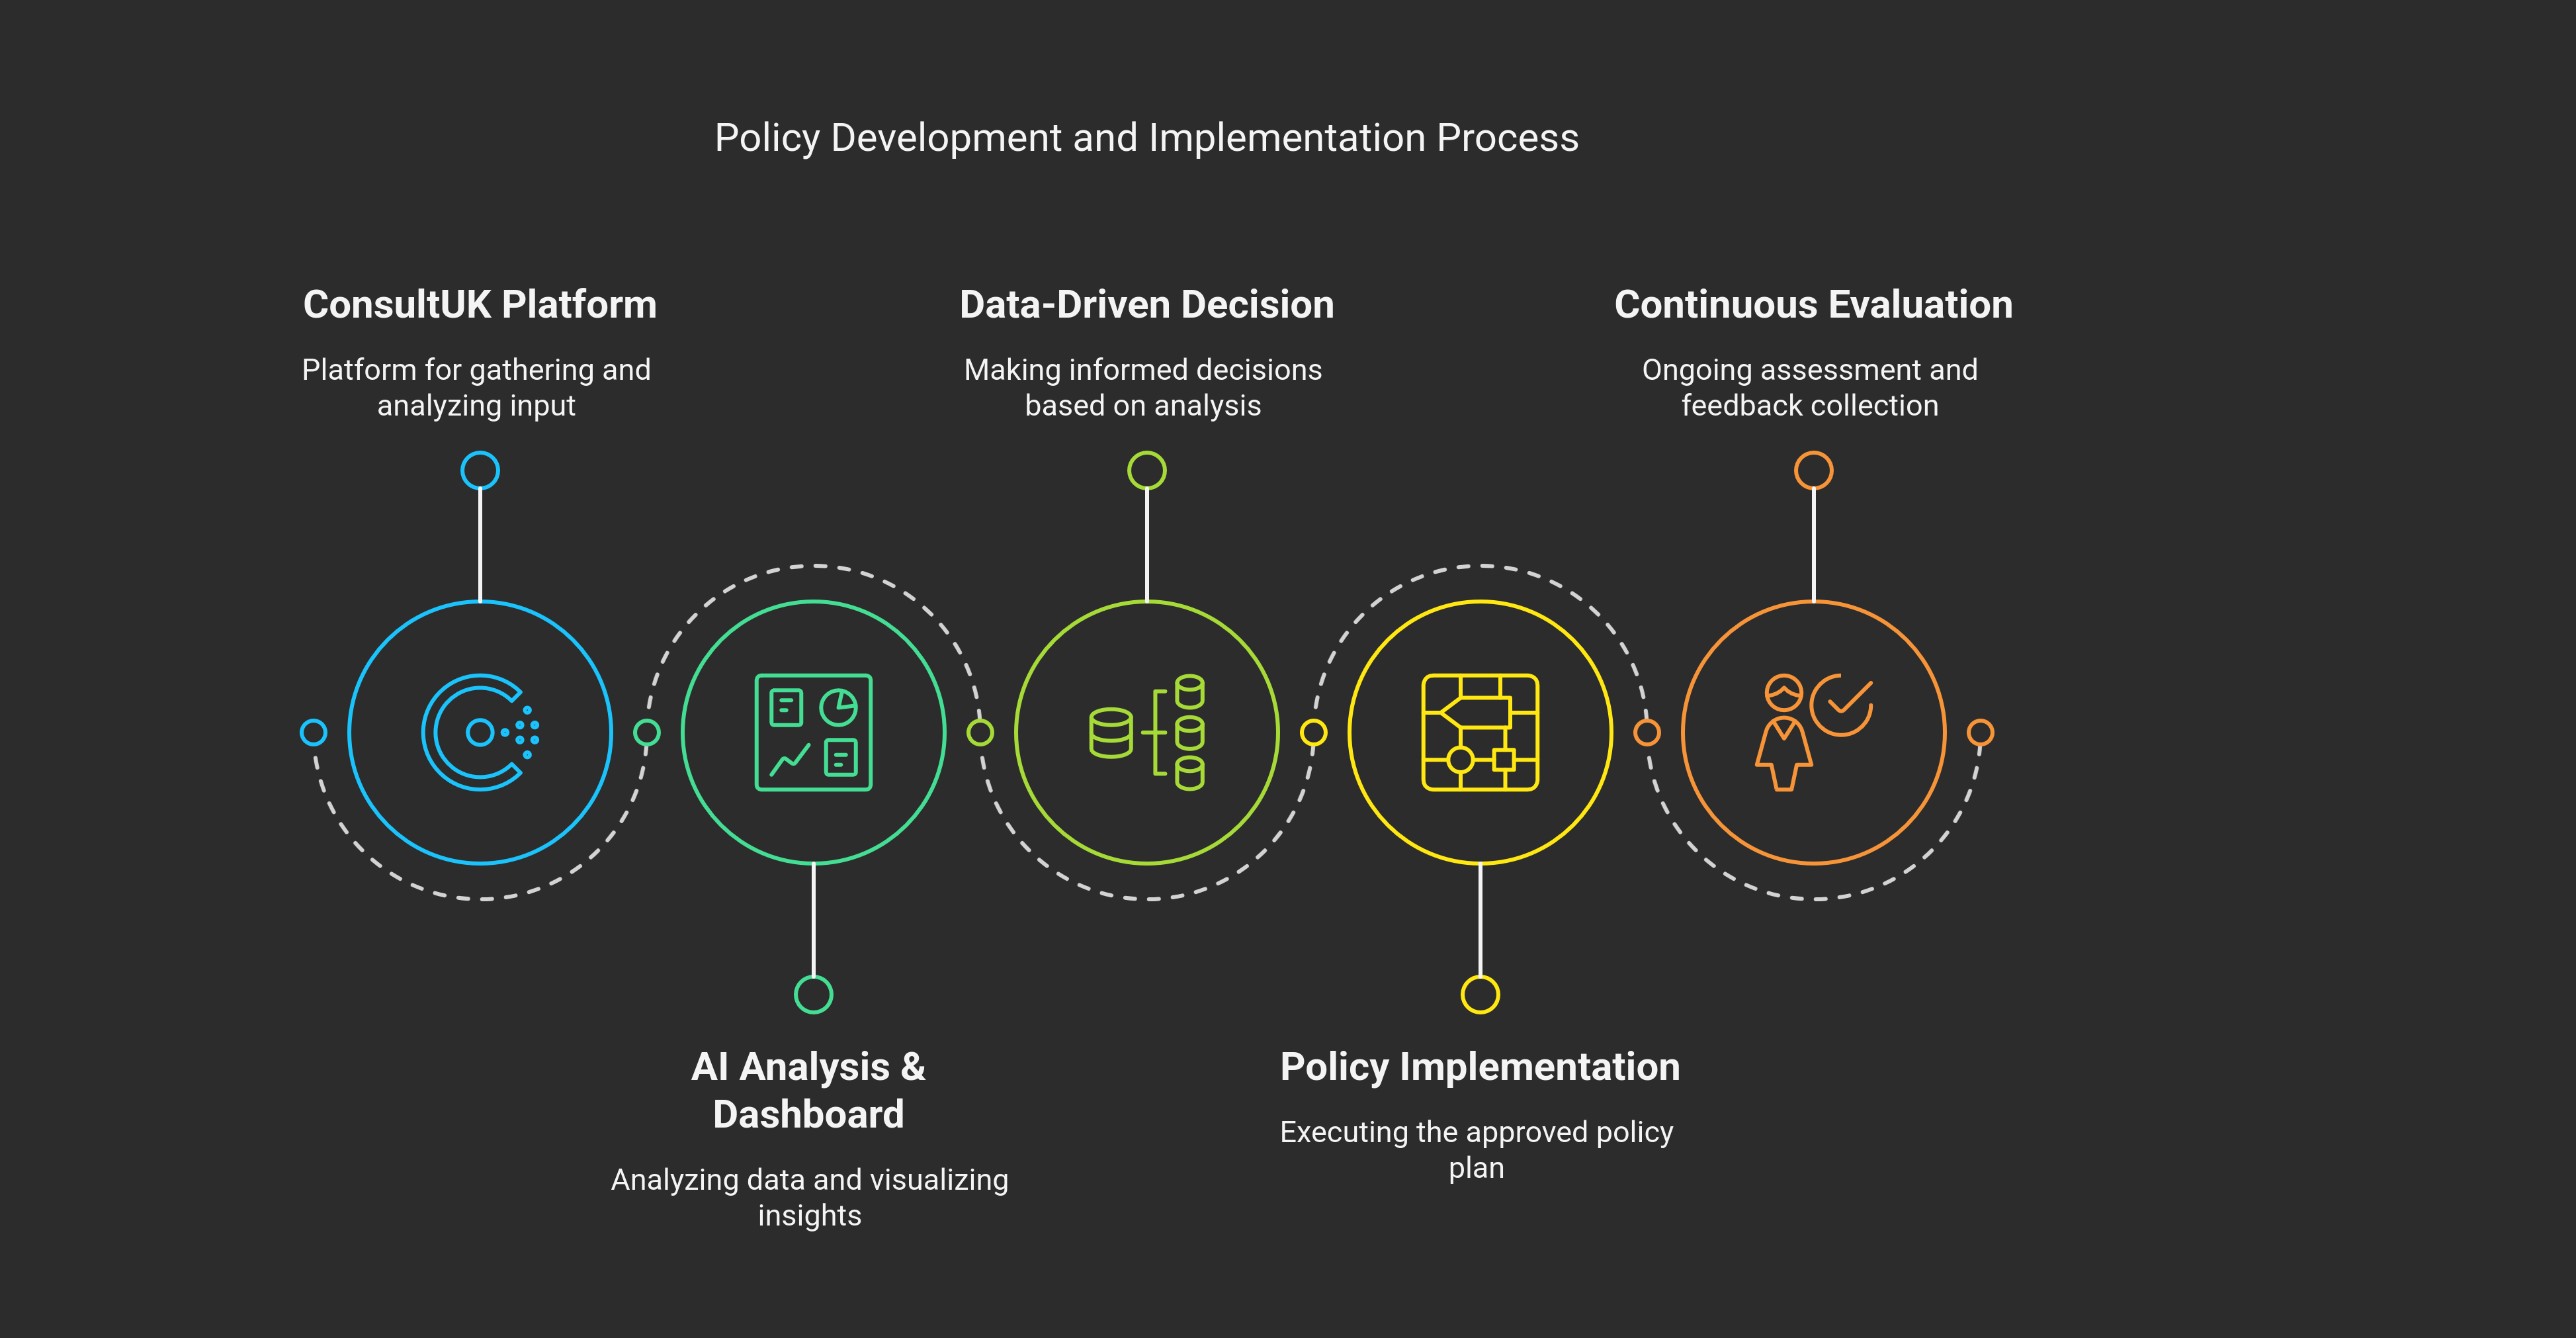 Policy Development and Implementation Process
ConsultUK Platform
Platform for gathering and
analyzing input
AI Analysis &
Dashboard
Analyzing data and visualizing
insights
Data-Driven Decision
Making informed decisions
based on analysis
Policy Implementation
Executing the approved policy
plan
Continuous Evaluation
Ongoing assessment and
feedback collection